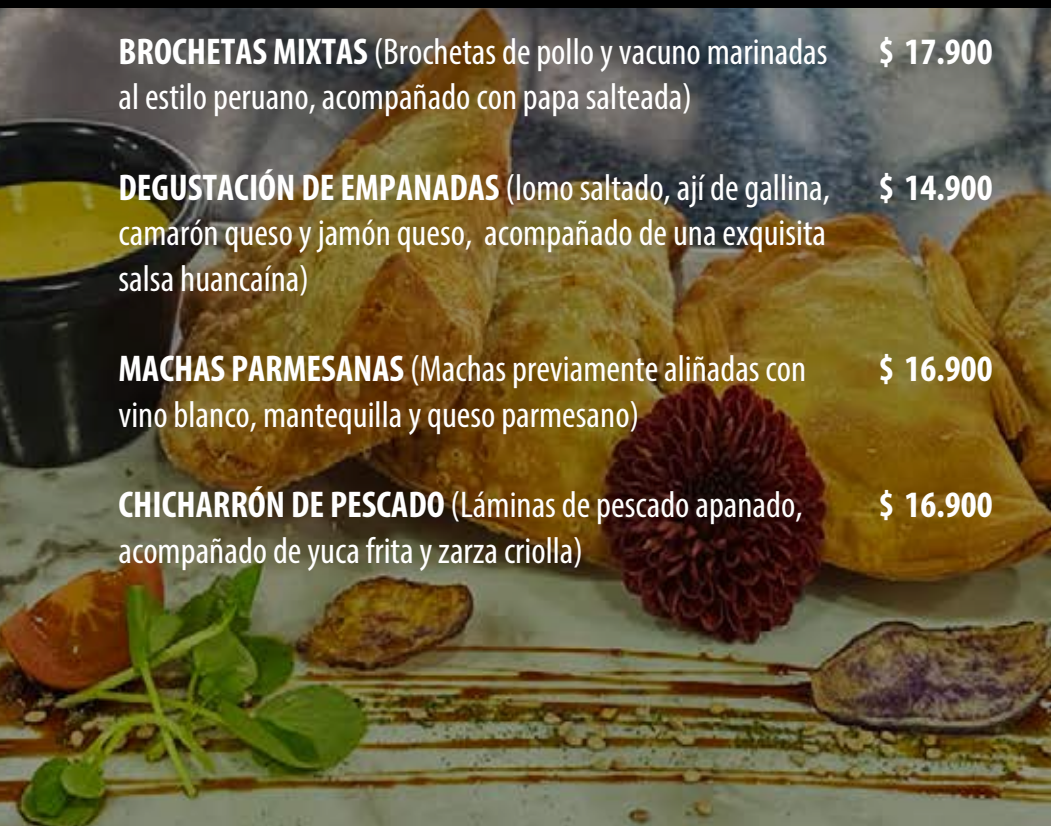 BROCHETAS MIXTAS (Brochetas de pollo y vacuno marinadas $ 17.900
al estilo peruano, acompañado con papa salteada)
DEGUSTACIÓN DE EMPANADAS (lomo saltado, ají de gallina, $ 14.900
camarón queso y jamón queso, acompañado de una exquisita
salsa huancaína)
MACHAS PARMESANAS (Machas previamente aliñadas con $ 16.900
vino blanco, mantequilla y queso parmesano)
CHICHARRÓN DE PESCADO (Láminas de pescado apanado, $ 16.900
acompañado de yuca frita y zarza criolla)